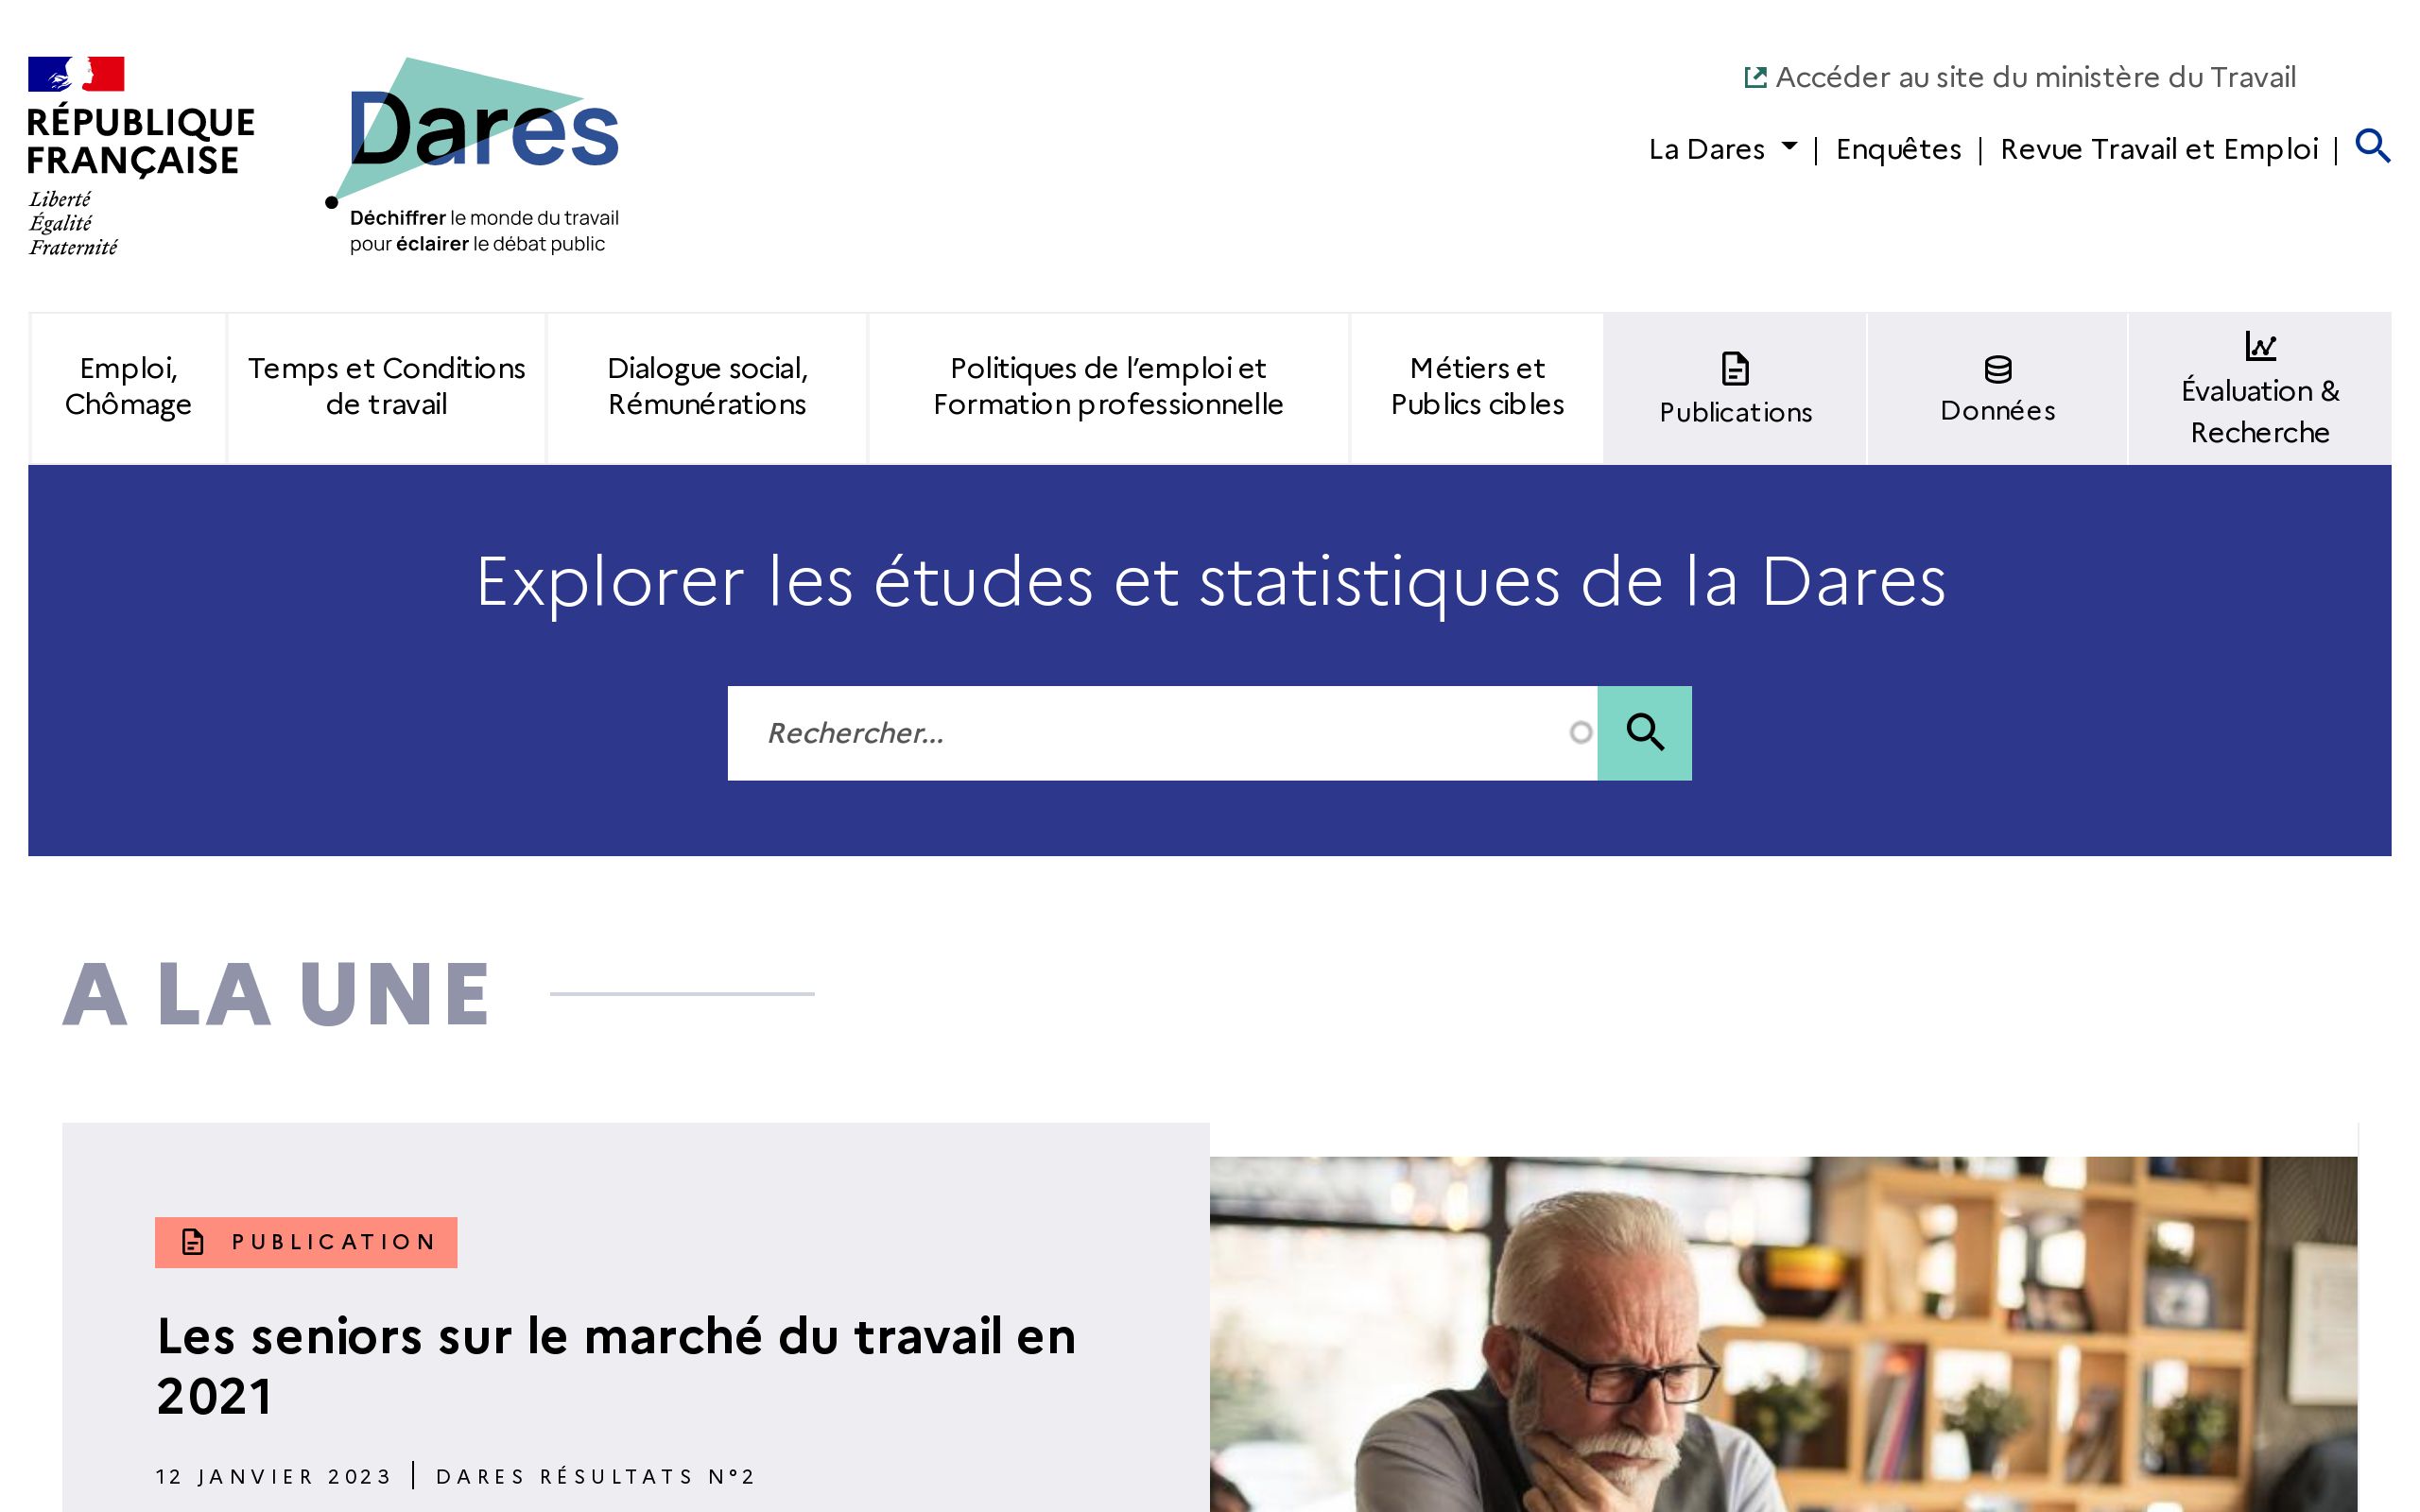 RÉPUBLIQUE
FRANÇAISE
Liberté
Égalité
Fraternité
Dares
Déchiffrer le monde du travail
pour éclairer le débat public
Accéder au site du ministère du Travail
La Dares | Enquêtes | Revue Travail et Emploi |
Emploi,
Chômage
Temps et Conditions
de travail
Dialogue social,
Rémunérations
Politiques de l’emploi et
Formation professionnelle
Métiers et
Publics cibles
Publications
Données
Évaluation &
Recherche
Explorer les études et statistiques de la Dares
Rechercher...
A LA UNE
PUBLICATION
Les seniors sur le marché du travail en
2021
12 JANVIER 2023 | DARES RÉSULTATS N°2